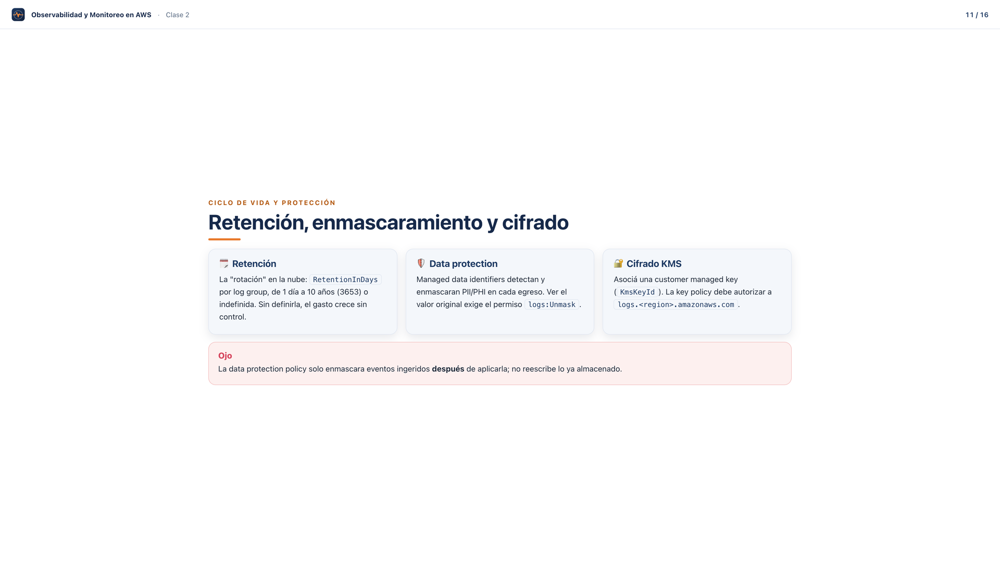 Observabilidad y Monitoreo en AWS · Clase 2
11 / 16
CICLO DE VIDA Y PROTECCIÓN
Retención, enmascaramiento y cifrado
Retención
La "rotación" en la nube: RetentionInDays
por log group, de 1 día a 10 años (3653) o
indefinida. Sin definirla, el gasto crece sin
control.
Data protection
Managed data identifiers detectan y
enmascaran PII/PHI en cada egreso. Ver el
valor original exige el permiso logs:Unmask.
Cifrado KMS
Asociá una customer managed key
(KmsKeyId). La key policy debe autorizar a
logs.<region>.amazonaws.com.
Ojo
La data protection policy solo enmascara eventos ingeridos después de aplicarla; no reescribe lo ya almacenado.